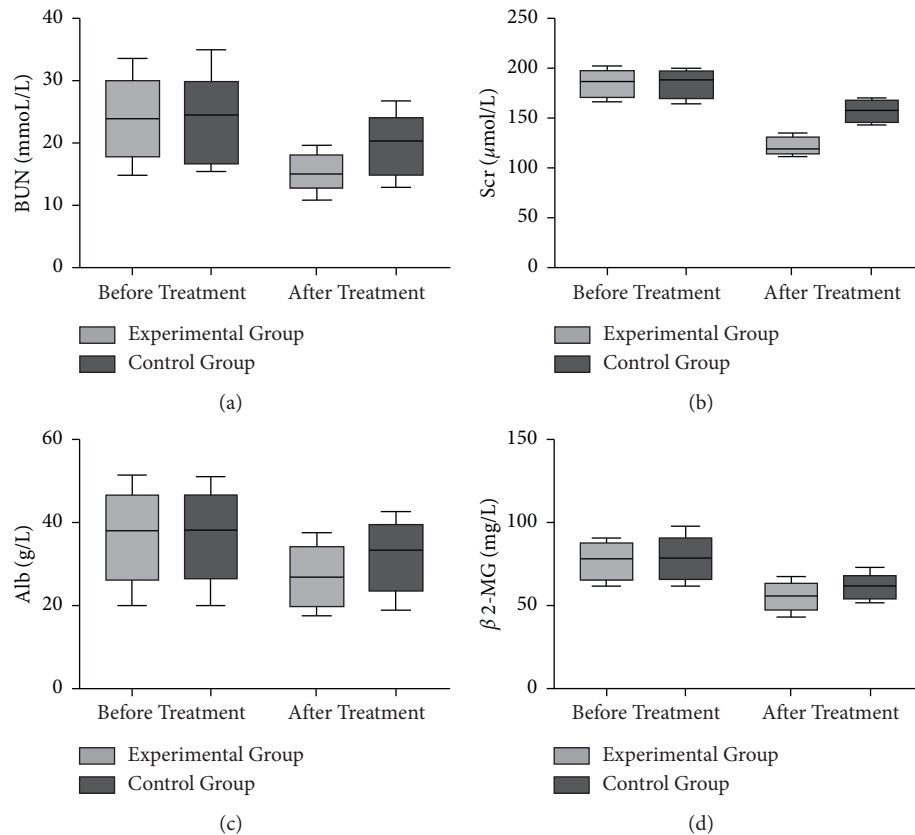 40
30
20
10
0
BUN (mmoL/L)
Before Treatment
After Treatment
Experimental Group
Control Group
(a)
250
200
150
100
50
0
Scr (μmol/L)
Before Treatment
After Treatment
Experimental Group
Control Group
(b)
60
40
20
0
Alb (g/L)
Before Treatment
After Treatment
Experimental Group
Control Group
(c)
150
100
50
0
β 2-MG (mg/L)
Before Treatment
After Treatment
Experimental Group
Control Group
(d)